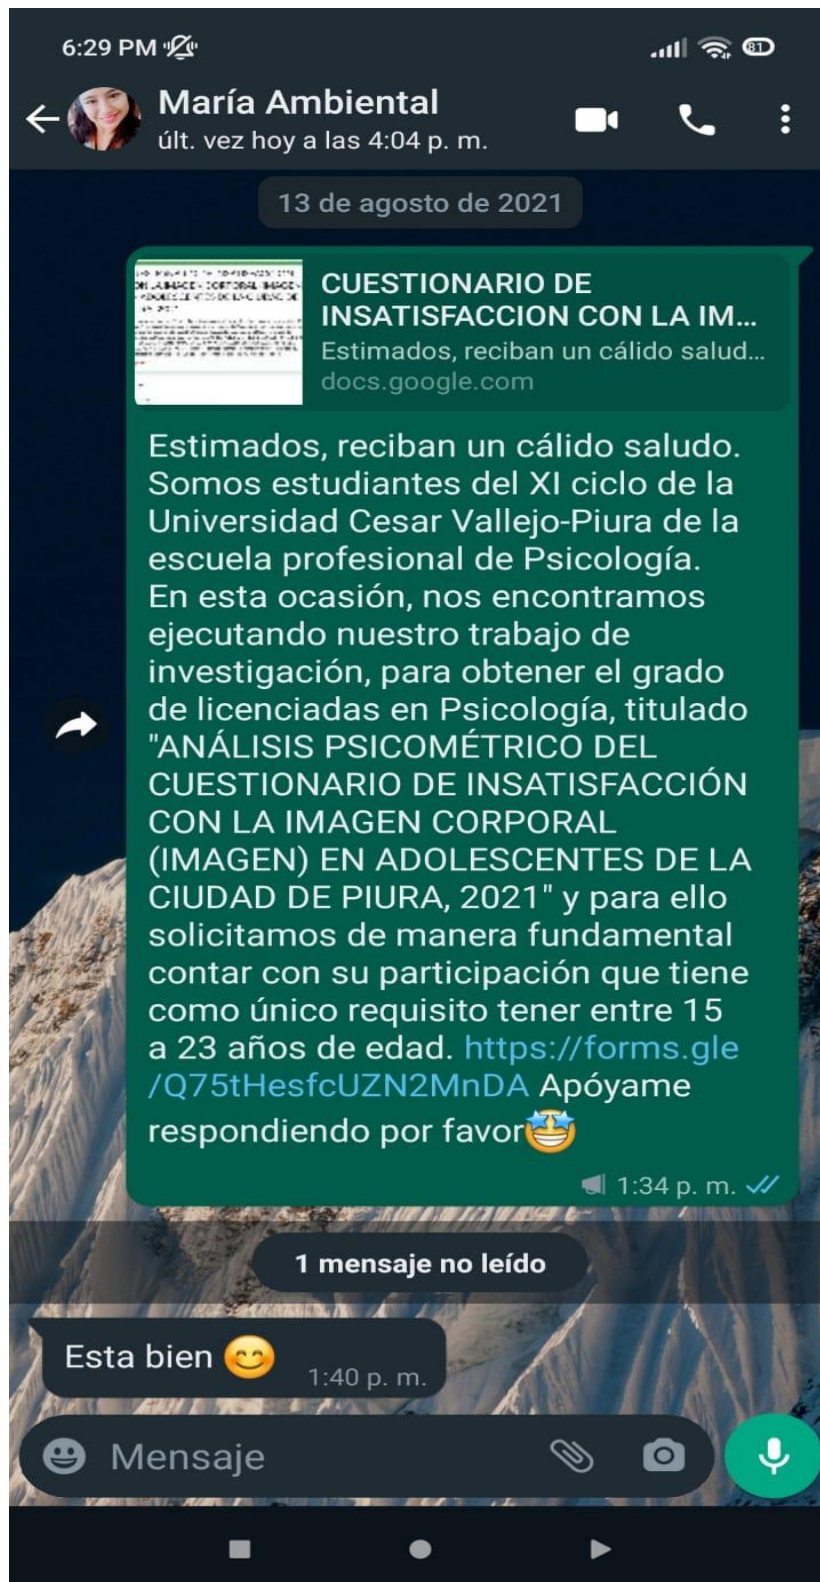 6:29 PM
81
María Ambiental
últ. vez hoy a las 4:04 p. m.
13 de agosto de 2021
CUESTIONARIO DE
INSATISFACCION CON LA IM...
Estimados, reciban un cálido salud...
docs.google.com
Estimados, reciban un cálido saludo.
Somos estudiantes del XI ciclo de la
Universidad Cesar Vallejo-Piura de la
escuela profesional de Psicología.
En esta ocasión, nos encontramos
ejecutando nuestro trabajo de
investigación, para obtener el grado
de licenciadas en Psicología, titulado
"ANÁLISIS PSICOMÉTRICO DEL
CUESTIONARIO DE INSATISFACCIÓN
CON LA IMAGEN CORPORAL
(IMAGEN) EN ADOLESCENTES DE LA
CIUDAD DE PIURA, 2021" y para ello
solicitamos de manera fundamental
contar con su participación que tiene
como único requisito tener entre 15
a 23 años de edad. https://forms.gle
/Q75tHesfcUZN2MnDA Apóyame
respondiendo por favor🤩
1:34 p. m.
1 mensaje no leído
Esta bien 😊
1:40 p. m.
Mensaje